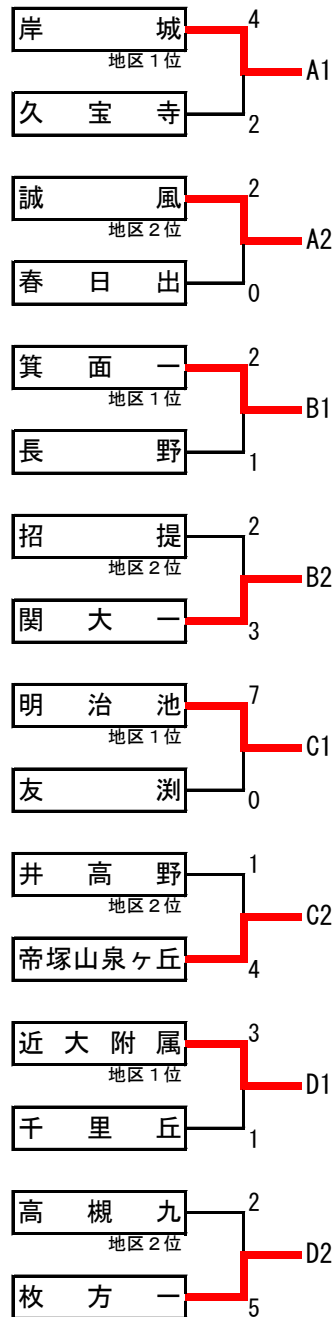 岸城 4
地区１位
A1
久宝寺 2
誠風 2
地区２位
A2
春日出 0
箕面一 2
地区１位
B1
長野 1
招提 2
地区２位
B2
関大一 3
明治池 7
地区１位
C1
友渕 0
井高野 1
地区２位
C2
帝塚山泉ヶ丘 4
近大附属 3
地区１位
D1
千里丘 1
高槻九 2
地区２位
D2
枚方一 5